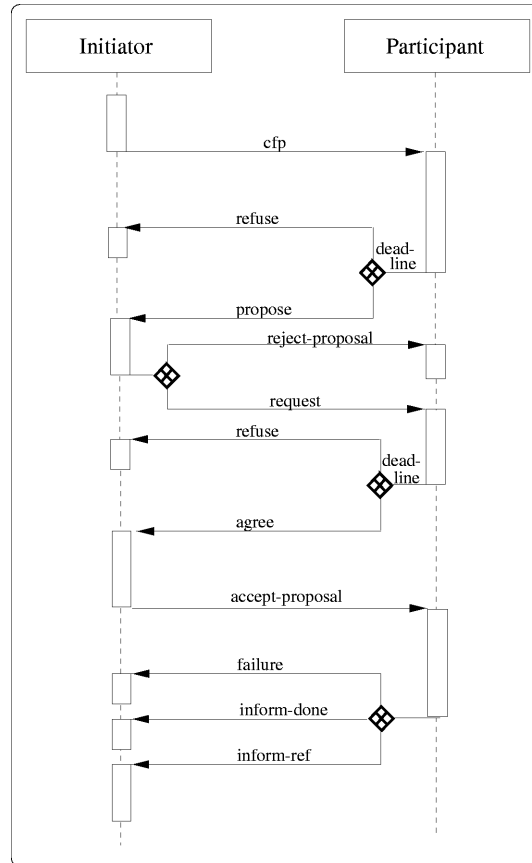 Initiator
Participant
cfp
refuse
dead-
line
propose
reject-proposal
request
refuse
dead-
line
agree
accept-proposal
failure
inform-done
inform-ref